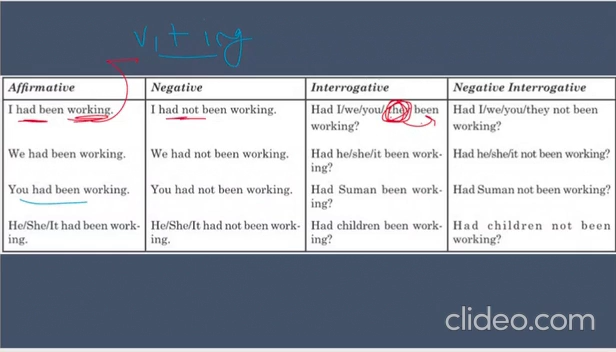 V1 + ing
Affirmative Negative Interrogative Negative Interrogative
I had been working. I had not been working. Had I/we/you/they been Had I/we/you/they not been
working? working?
We had been working. We had not been working. Had he/she/it been work- Had he/she/it not been working?
ing?
You had been working. You had not been working. Had Suman been work- Had Suman not been working?
ing?
He/She/It had been work- He/She/It had not been work- Had children been work- Had children not been
ing. ing. ing? working?
clideo.com